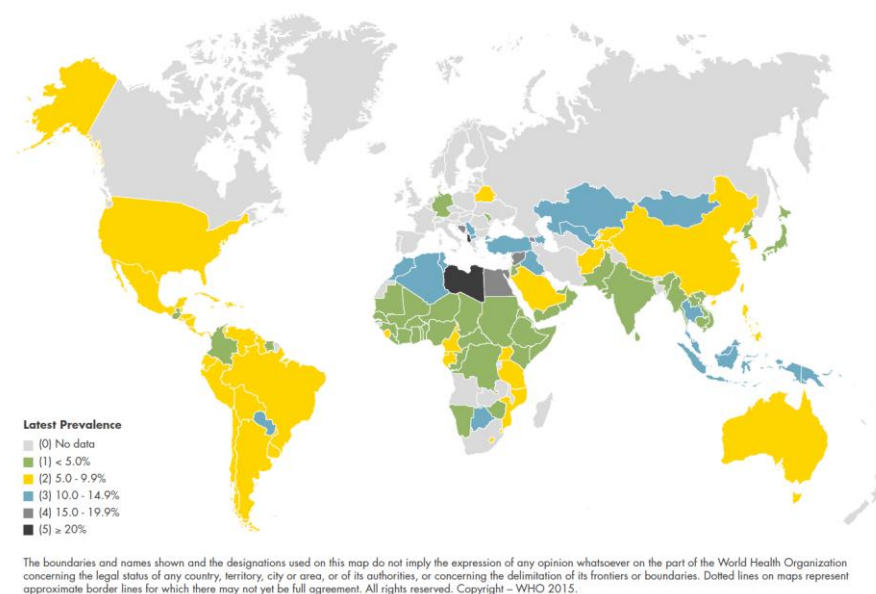 Latest Prevalence
(0) No data
(1) < 5.0%
(2) 5.0 - 9.9%
(3) 10.0 - 14.9%
(4) 15.0 - 19.9%
(5) ≥ 20%
The boundaries and names shown and the designations used on this map do not imply the expression of any opinion whatsoever on the part of the World Health Organization
concerning the legal status of any country, territory, city or area, or of its authorities, or concerning the delimitation of its frontiers or boundaries. Dotted lines on maps represent
approximate border lines for which there may not yet be full agreement. All rights reserved. Copyright – WHO 2015.